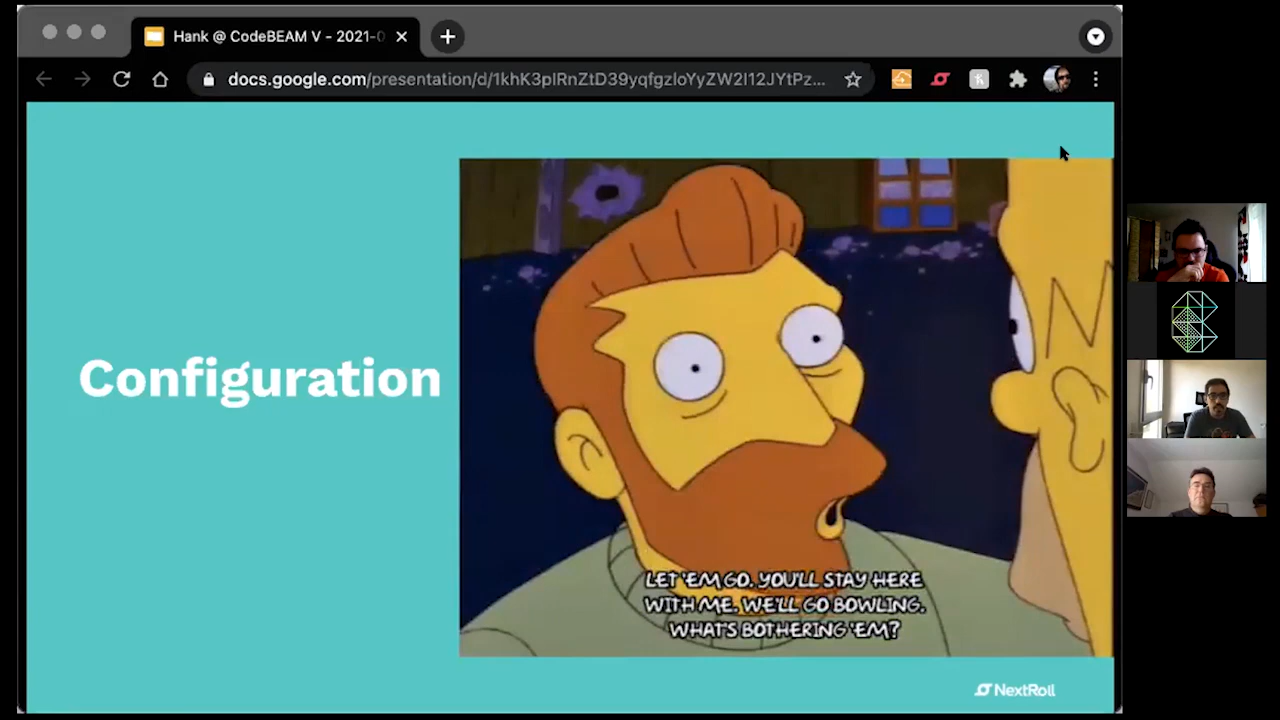 Hank @ CodeBEAM V - 2021-0
docs.google.com/presentation/d/1khK3plRnZtD39yqfgzloYyZW2l12JYtPz...
Configuration
LET 'EM GO. YOU'LL STAY HERE
WITH ME. WE'LL GO BOWLING.
WHAT'S BOTHERING 'EM?
NextRoll